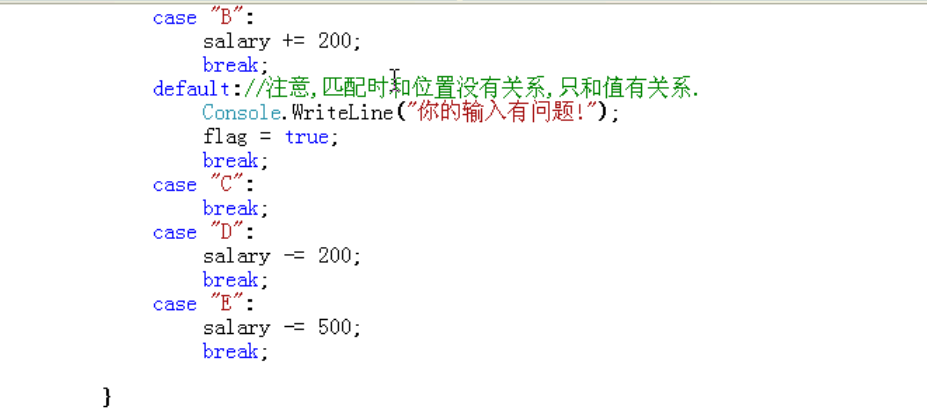 case "B":
salary += 200;
break;
default://注意,匹配时和位置没有关系,只和值有关系.
Console.WriteLine("你的输入有问题!");
flag = true;
break;
case "C":
break;
case "D":
salary -= 200;
break;
case "E":
salary -= 500;
break;
}